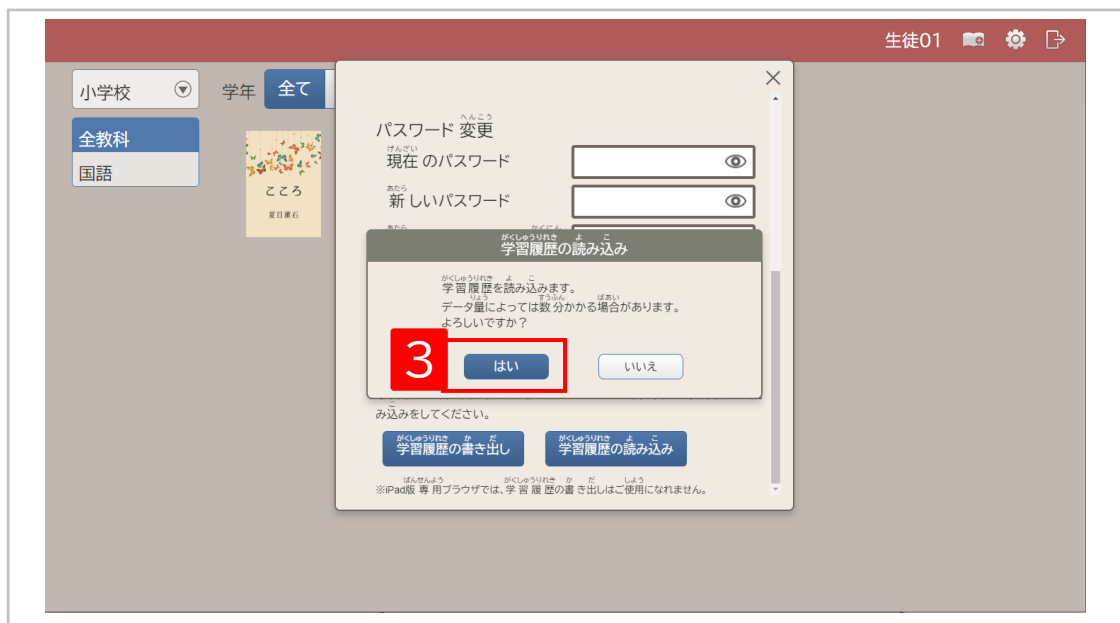 生徒01
小学校
学年
全て
全教科
国語
こころ
夏目漱石
へんこう
パスワード 変更
げんざい
現在 のパスワード
あたら
新 しいパスワード
がくしゅうりれき よ こ
学習履歴の読み込み
がくしゅうりれき よ こ
学習履歴を読み込みます。
りょう すうふん ばあい
データ量によっては数分かかる場合があります。
よろしいですか?
3
はい
いいえ
こ
み込みをしてください。
がくしゅうりれき か だ
学習履歴の書き出し
がくしゅうりれき よ こ
学習履歴の読み込み
ばんせんよう がくしゅうりれき か だ しよう
※iPad版 専 用ブラウザでは、学 習 履 歴の書 き出しはご使用になれません。